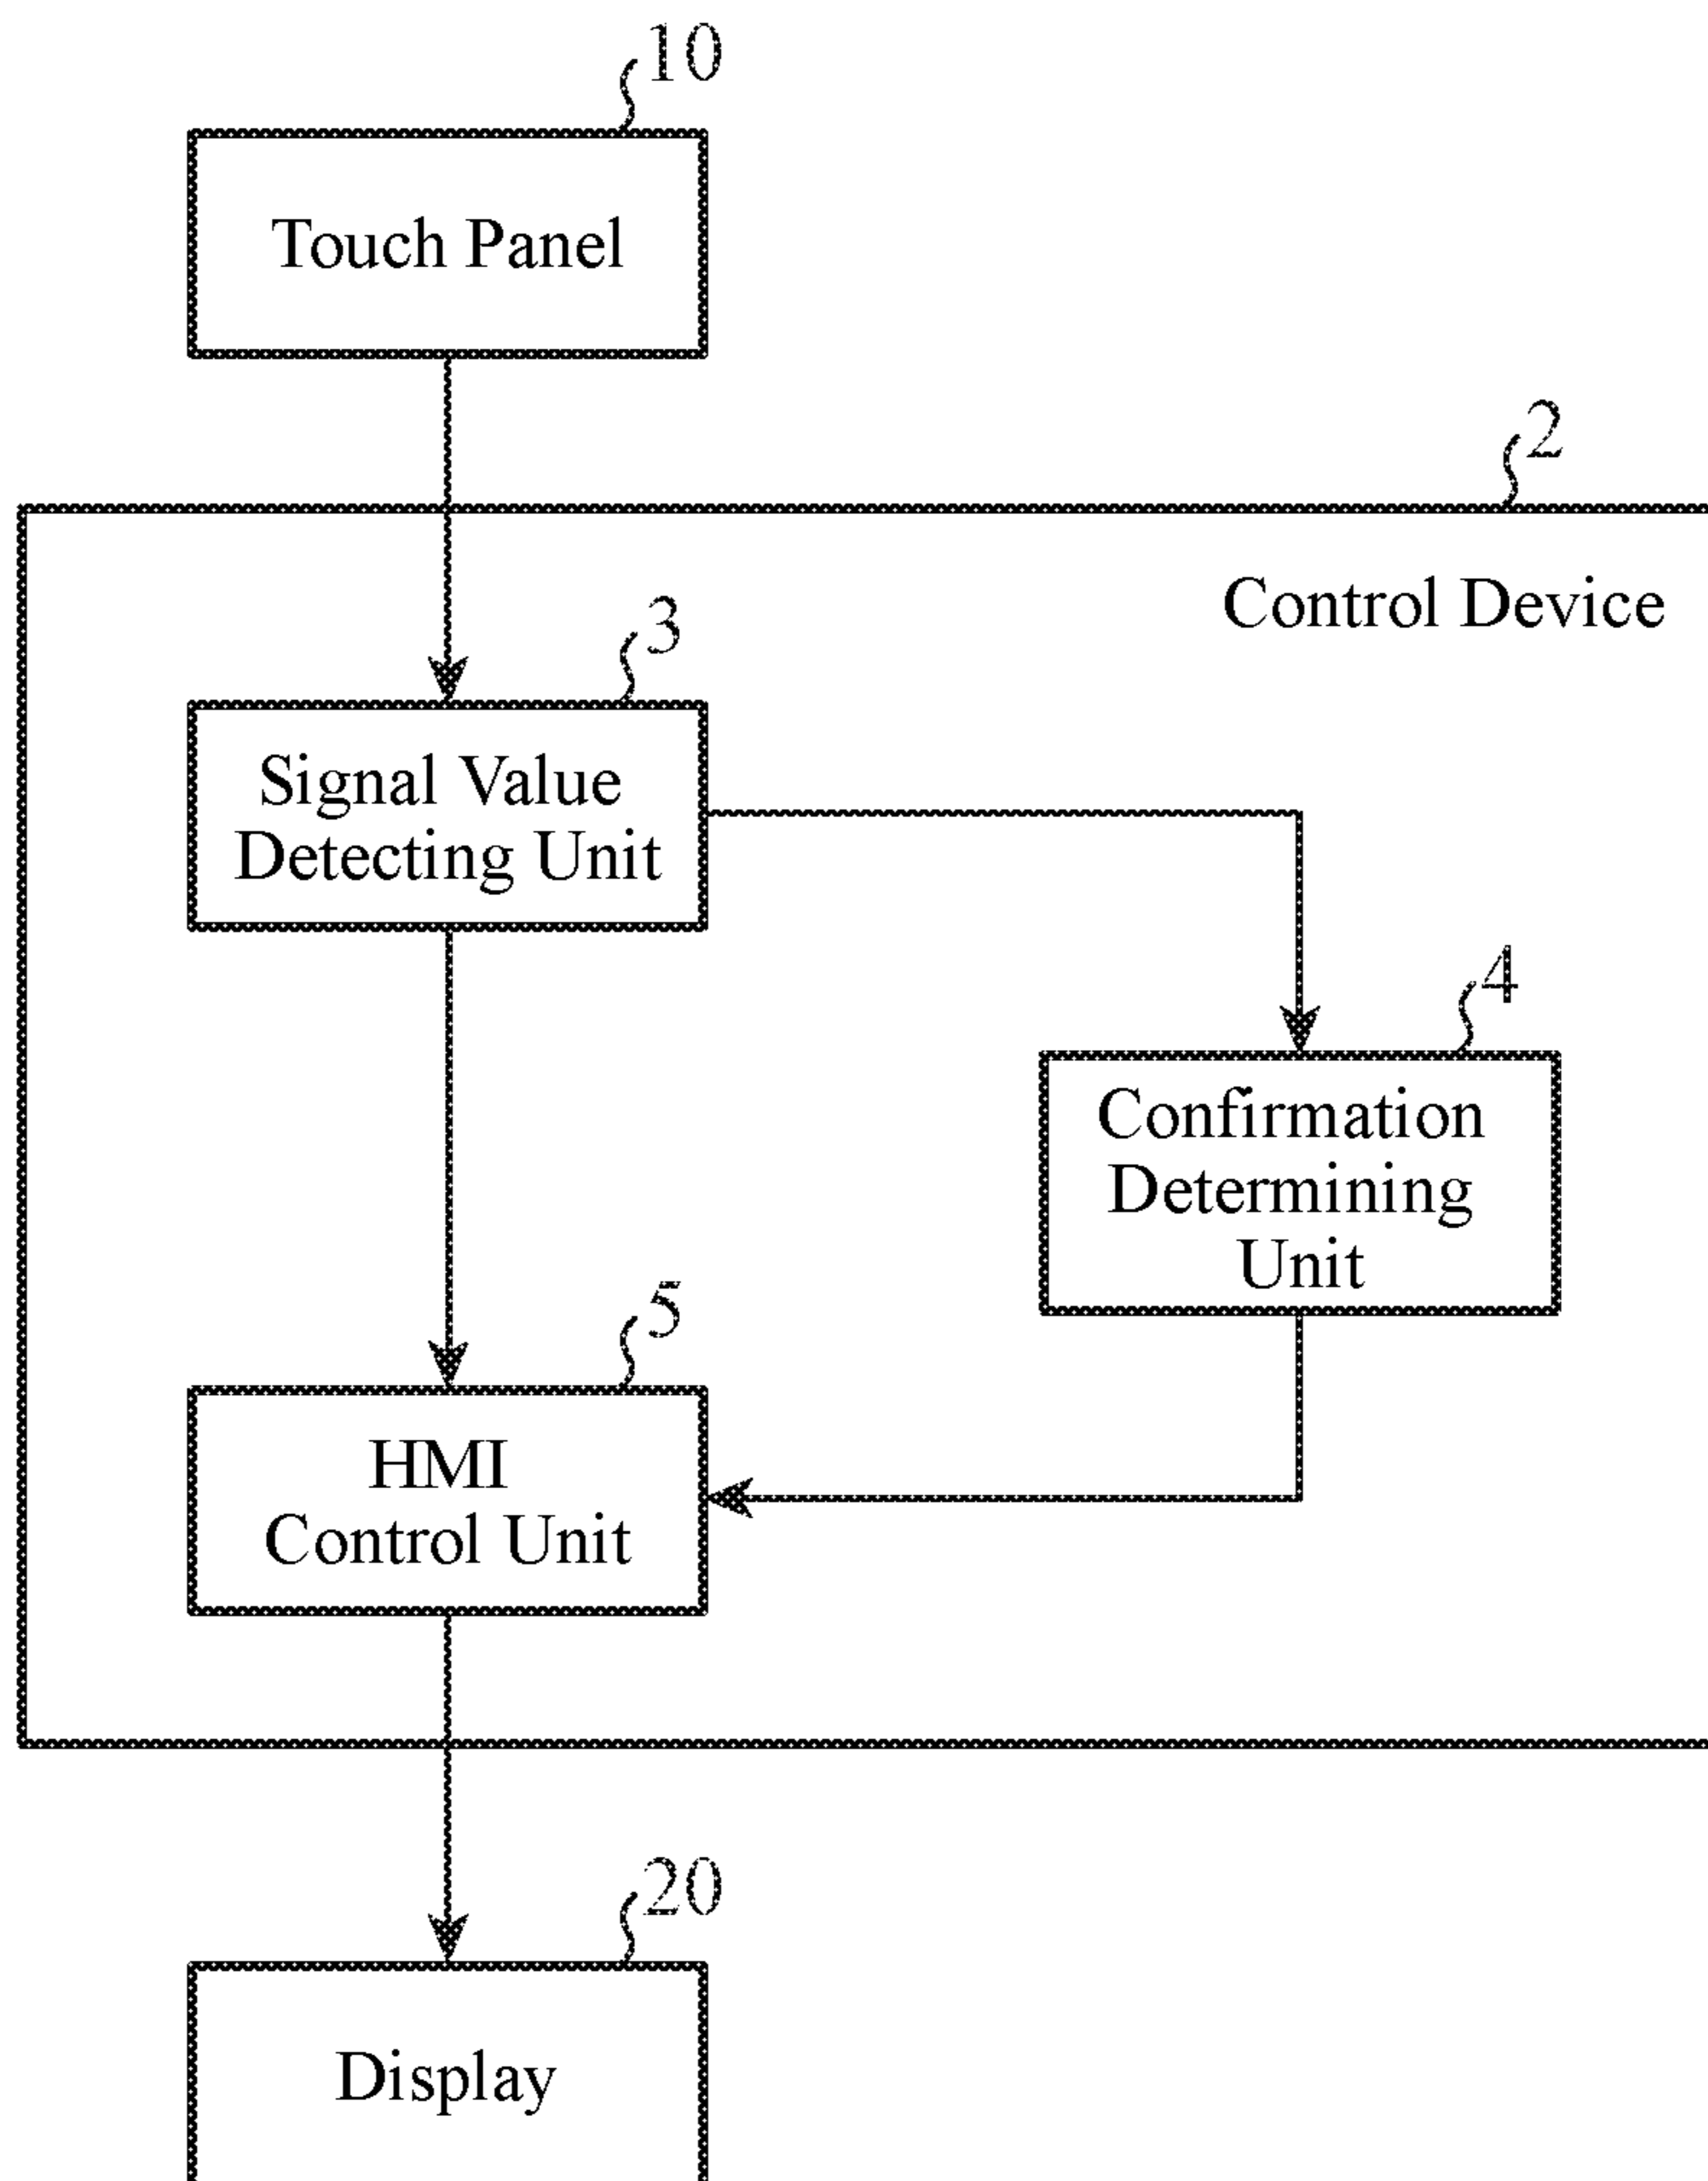 10
Touch Panel
2
Control Device
3
Signal Value
Detecting Unit
4
Confirmation
Determining
Unit
5
HMI
Control Unit
20
Display